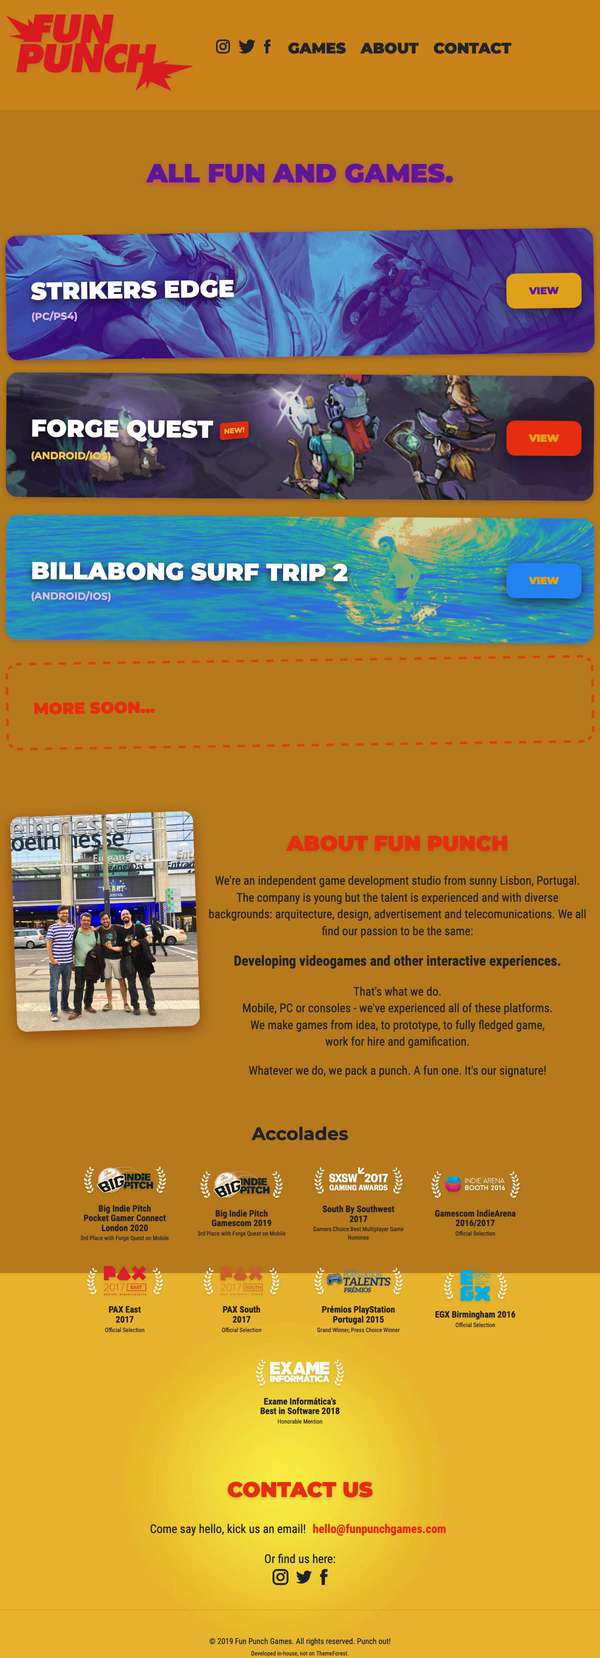 FUN
PUNCH
GAMES ABOUT CONTACT
ALL FUN AND GAMES.
STRIKERS EDGE
(PC/PS4)
VIEW
FORGE QUEST NEW!
(ANDROID/IOS)
VIEW
BILLABONG SURF TRIP 2
(ANDROID/IOS)
VIEW
MORE SOON...
oelnmesse
Eingang Ost
Entrad
START
ABOUT FUN PUNCH
We're an independent game development studio from sunny Lisbon, Portugal.
The company is young but the talent is experienced and with diverse
backgrounds: arquitecture, design, advertisement and telecomunications. We all
find our passion to be the same:
Developing videogames and other interactive experiences.
That's what we do.
Mobile, PC or consoles - we've experienced all of these platforms.
We make games from idea, to prototype, to fully fledged game,
work for hire and gamification.
Whatever we do, we pack a punch. A fun one. It's our signature!
Accolades
BIG INDIE PITCH
BIG INDIE PITCH
SXSW 2017
GAMING AWARDS
INDIE ARENA
BOOTH 2016
Big Indie Pitch
Pocket Gamer Connect
London 2020
3rd Place with Forge Quest on Mobile
Big Indie Pitch
Gamescom 2019
3rd Place with Forge Quest on Mobile
South By Southwest
2017
Gamers Choice Best Multiplayer Game
Nominee
Gamescom IndieArena
2016/2017
Official Selection
PAX
2017 EAST
PAX
2017 SOUTH
TALENTS
PRÉMIOS
EGX
PAX East
2017
Official Selection
PAX South
2017
Official Selection
Prémios PlayStation
Portugal 2015
Grand Winner, Press Choice Winner
EGX Birmingham 2016
Official Selection
EXAME
INFORMÁTICA
Exame Informática's
Best in Software 2018
Honorable Mention
CONTACT US
Come say hello, kick us an email! hello@funpunchgames.com
Or find us here:
© 2019 Fun Punch Games. All rights reserved. Punch out!
Developed in-house, not on ThemeForest.